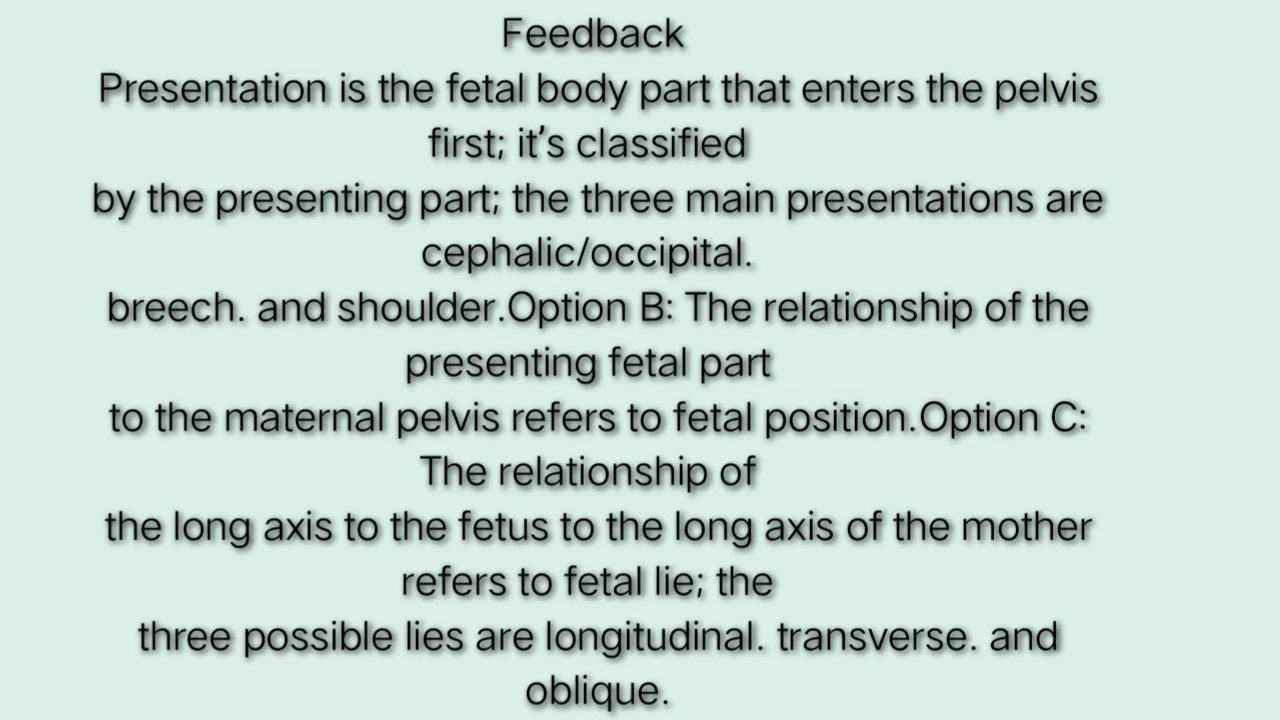 Feedback
Presentation is the fetal body part that enters the pelvis
first; it's classified
by the presenting part; the three main presentations are
cephalic/occipital.
breech. and shoulder.Option B: The relationship of the
presenting fetal part
to the maternal pelvis refers to fetal position.Option C:
The relationship of
the long axis to the fetus to the long axis of the mother
refers to fetal lie; the
three possible lies are longitudinal. transverse. and
oblique.